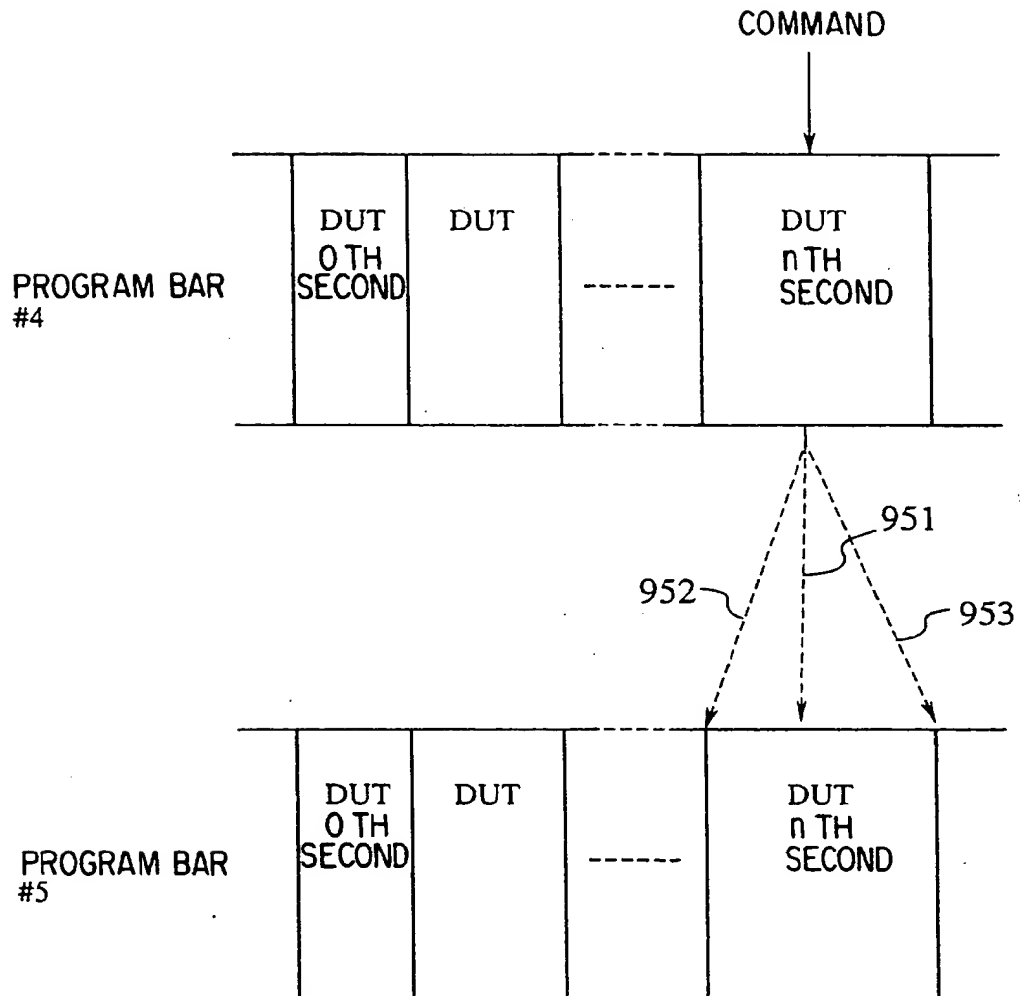 COMMAND
DUT
0 TH
SECOND
DUT
DUT
n TH
SECOND
PROGRAM BAR
#4
951
952
953
DUT
0 TH
SECOND
DUT
DUT
n TH
SECOND
PROGRAM BAR
#5